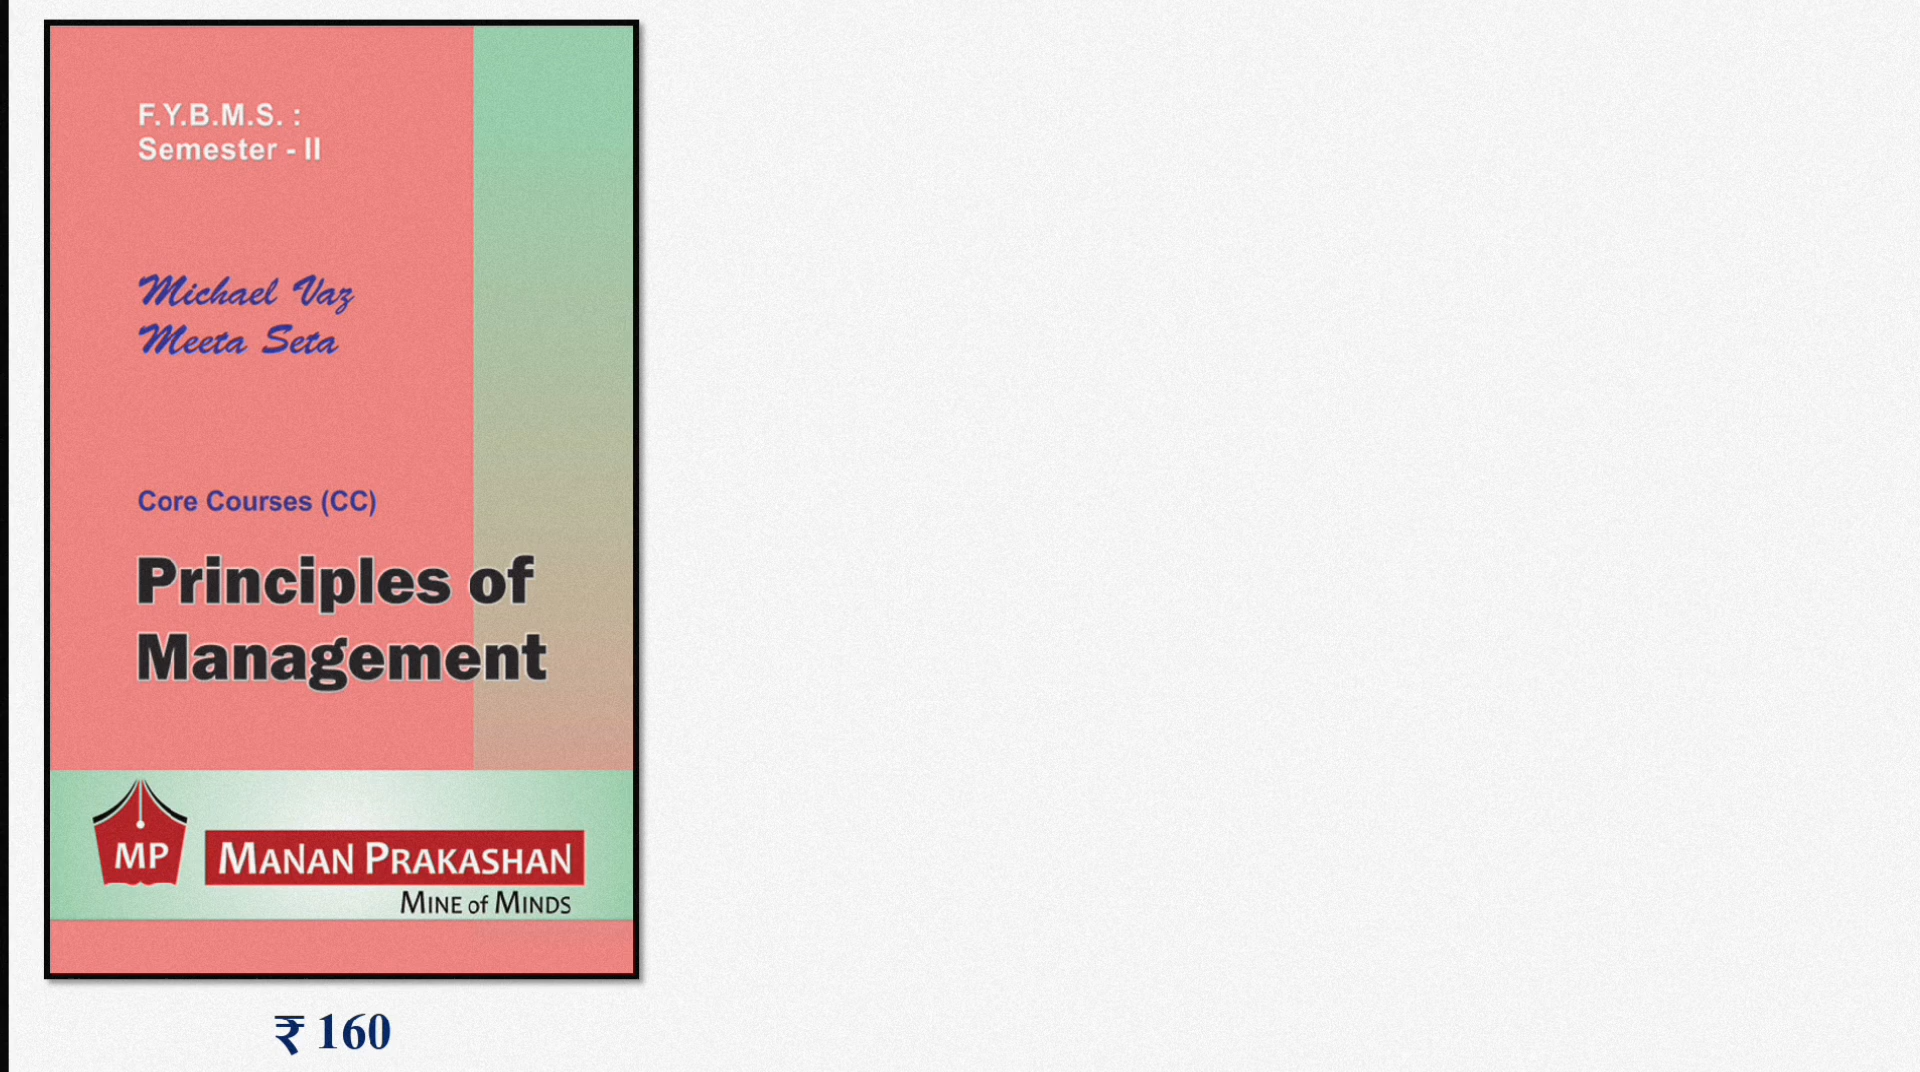 F.Y.B.M.S. :
Semester - II
Michael Vaz
Meeta Seta
Core Courses (CC)
Principles of
Management
MP
MANAN PRAKASHAN
MINE of MINDS
₹ 160